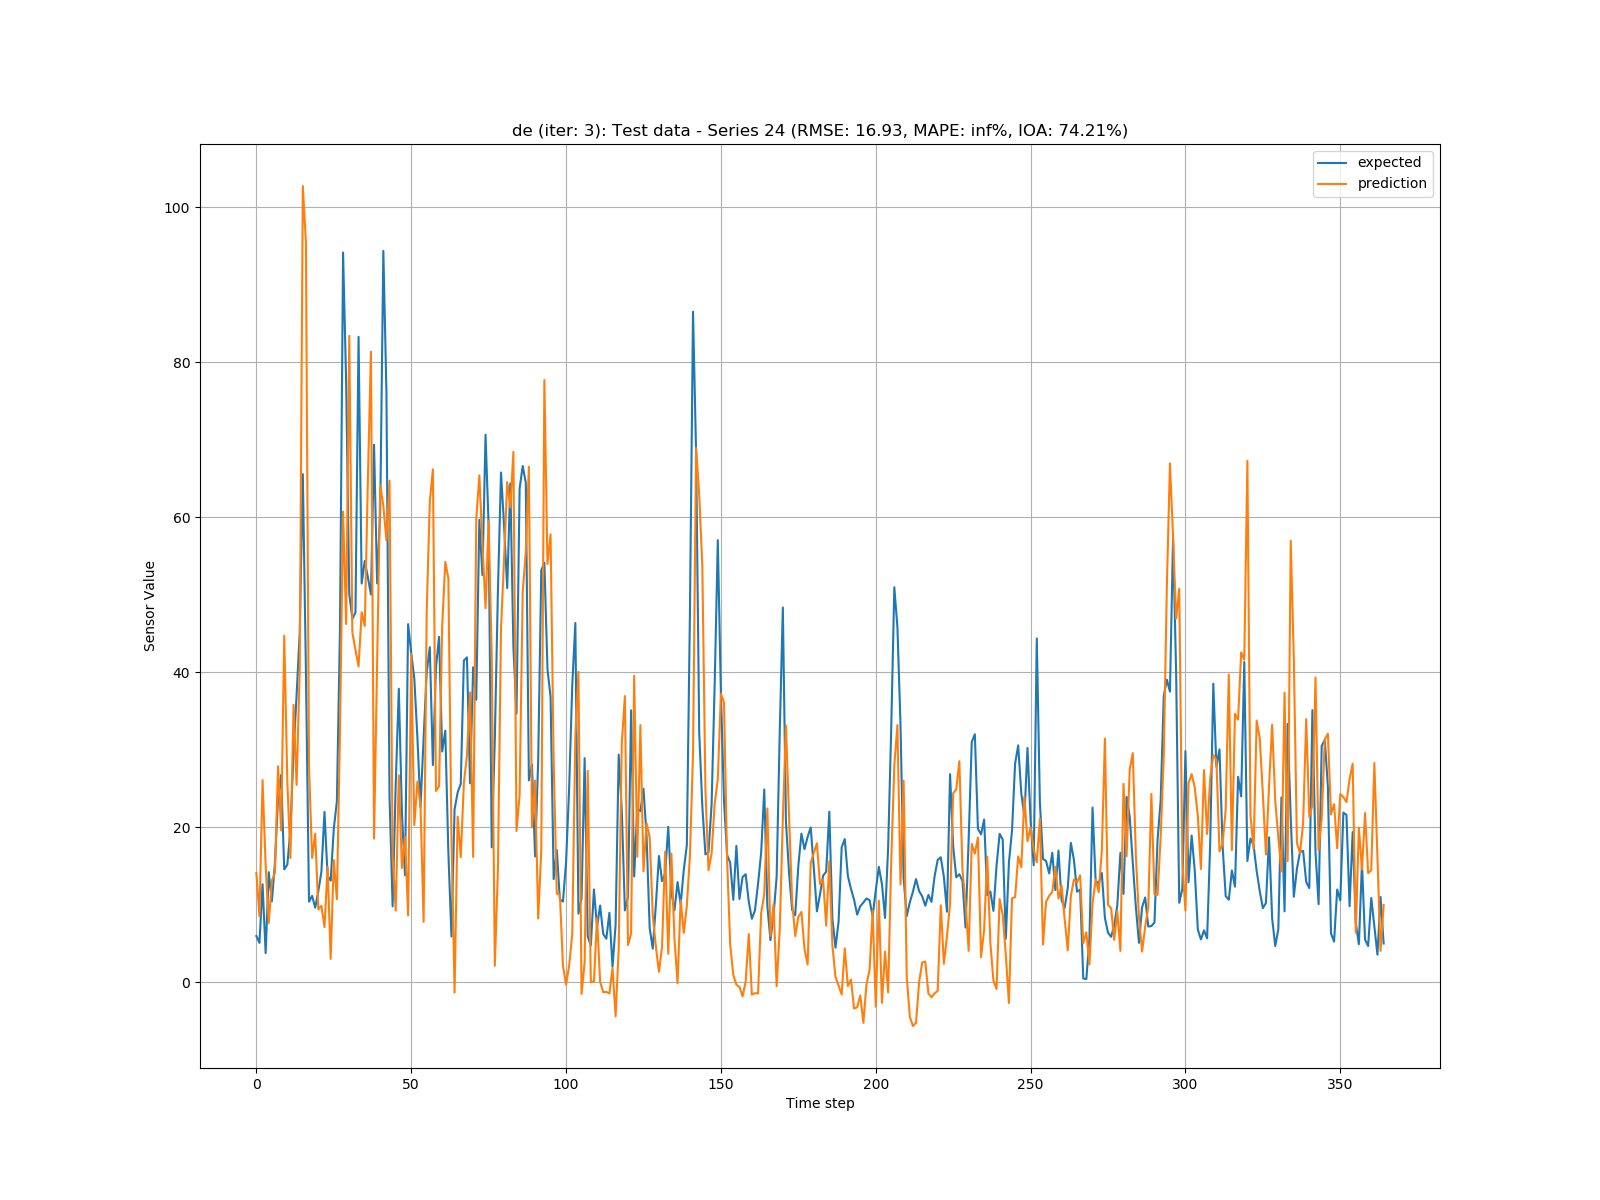 de (iter: 3): Test data - Series 24 (RMSE: 16.93, MAPE: inf%, IOA: 74.21%)
expected
prediction
100
80
60
40
20
0
Sensor Value
0 50 100 150 200 250 300 350
Time step